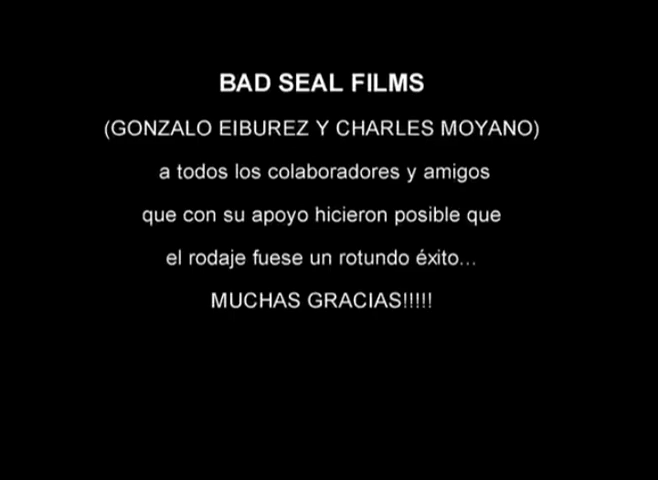 BAD SEAL FILMS
(GONZALO EIBUREZ Y CHARLES MOYANO)
a todos los colaboradores y amigos
que con su apoyo hicieron posible que
el rodaje fuese un rotundo éxito...
MUCHAS GRACIAS!!!!!